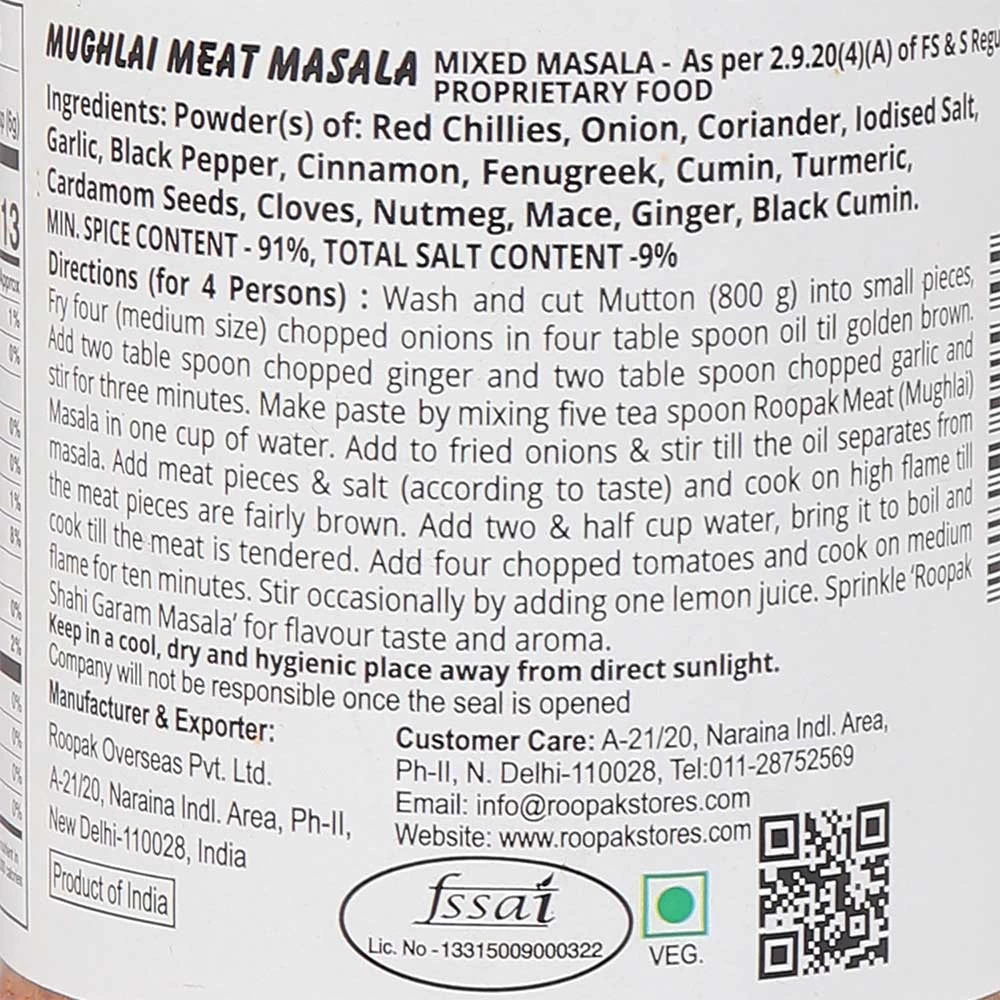 MUGHLAI MEAT MASALA MIXED MASALA - As per 2.9.20(4)(A) of FS & S Regu
PROPRIETARY FOOD
Ingredients: Powder(s) of: Red Chillies, Onion, Coriander, Iodised Salt,
Garlic, Black Pepper, Cinnamon, Fenugreek, Cumin, Turmeric,
Cardamom Seeds, Cloves, Nutmeg, Mace, Ginger, Black Cumin.
MIN. SPICE CONTENT - 91%, TOTAL SALT CONTENT -9%
Directions (for 4 Persons) : Wash and cut Mutton (800 g) into small pieces,
Fry four (medium size) chopped onions in four table spoon oil til golden brown.
Add two table spoon chopped ginger and two table spoon chopped garlic and
stir for three minutes. Make paste by mixing five tea spoon Roopak Meat (Mughlai)
Masala in one cup of water. Add to fried onions & stir till the oil separates from
masala. Add meat pieces & salt (according to taste) and cook on high flame till
the meat pieces are fairly brown. Add two & half cup water, bring it to boil and
cook till the meat is tendered. Add four chopped tomatoes and cook on medium
flame for ten minutes. Stir occasionally by adding one lemon juice. Sprinkle ‘Roopak
Shahi Garam Masala’ for flavour taste and aroma.
Keep in a cool, dry and hygienic place away from direct sunlight.
Company will not be responsible once the seal is opened
Manufacturer & Exporter:
Roopak Overseas Pvt. Ltd.
A-21/20, Naraina Indl. Area, Ph-II,
New Delhi-110028, India
Product of India
Customer Care: A-21/20, Naraina Indl. Area,
Ph-II, N. Delhi-110028, Tel:011-28752569
Email: info@roopakstores.com
Website: www.roopakstores.com
fssai
Lic. No - 13315009000322
VEG.
13
1%
0%
0%
0%
1%
8%
0%
2%
0%
0%
0%
0%